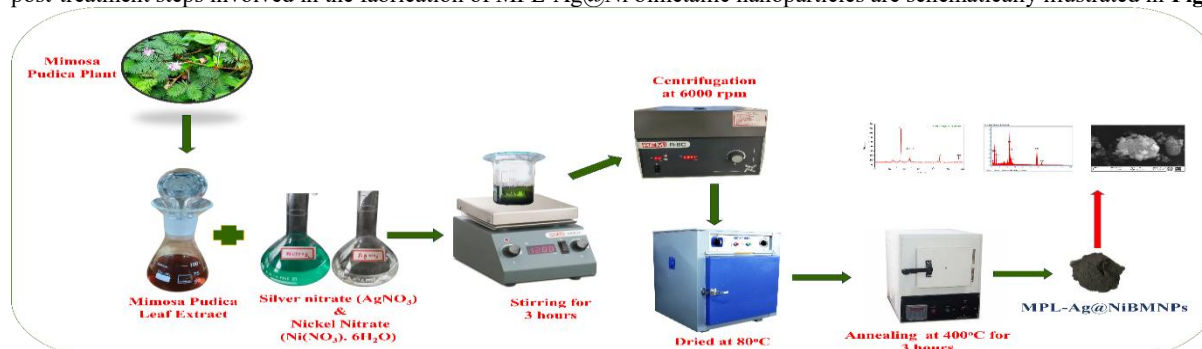 post-treatment steps involved in the fabrication of MPL-Ag@Ni bimetallic nanoparticles are schematically illustrated in Fig
Mimosa
Pudica Plant
Mimosa Pudica
Leaf Extract
Silver nitrate (AgNO₃)
&
Nickel Nitrate
(Ni(NO₃). 6H₂O)
Stirring for
3 hours
Centrifugation
at 6000 rpm
Dried at 80°C
Annealing at 400°C for
3 hours
MPL-Ag@NiBMNPs